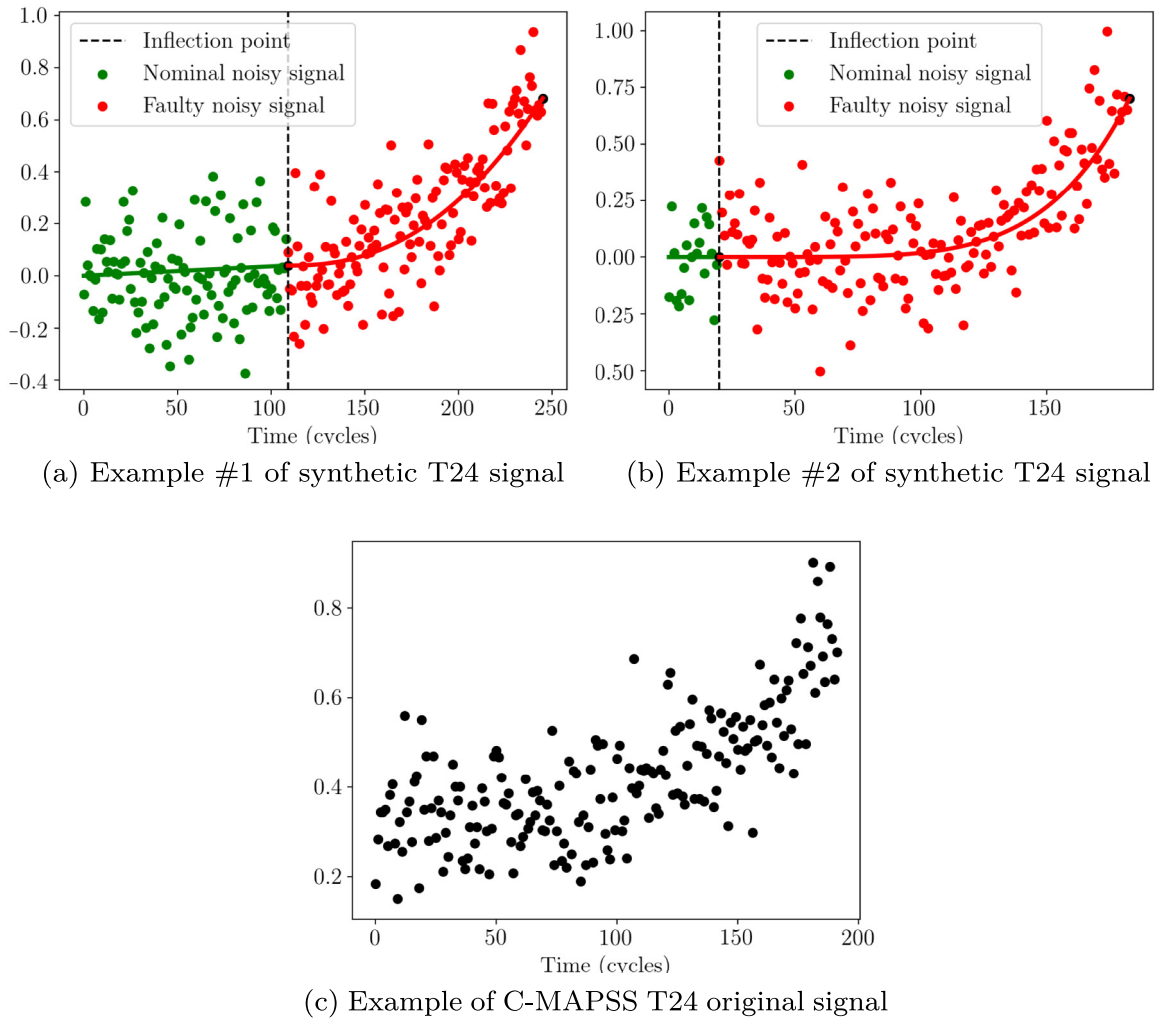 1.0
0.8
0.6
0.4
0.2
0.0
−0.2
−0.4
Inflection point
Nominal noisy signal
Faulty noisy signal
0 50 100 150 200 250
Time (cycles)
(a) Example #1 of synthetic T24 signal
1.00
0.75
0.50
0.25
0.00
0.25
0.50
Inflection point
Nominal noisy signal
Faulty noisy signal
0 50 100 150
Time (cycles)
(b) Example #2 of synthetic T24 signal
0.8
0.6
0.4
0.2
0 50 100 150 200
Time (cycles)
(c) Example of C-MAPSS T24 original signal